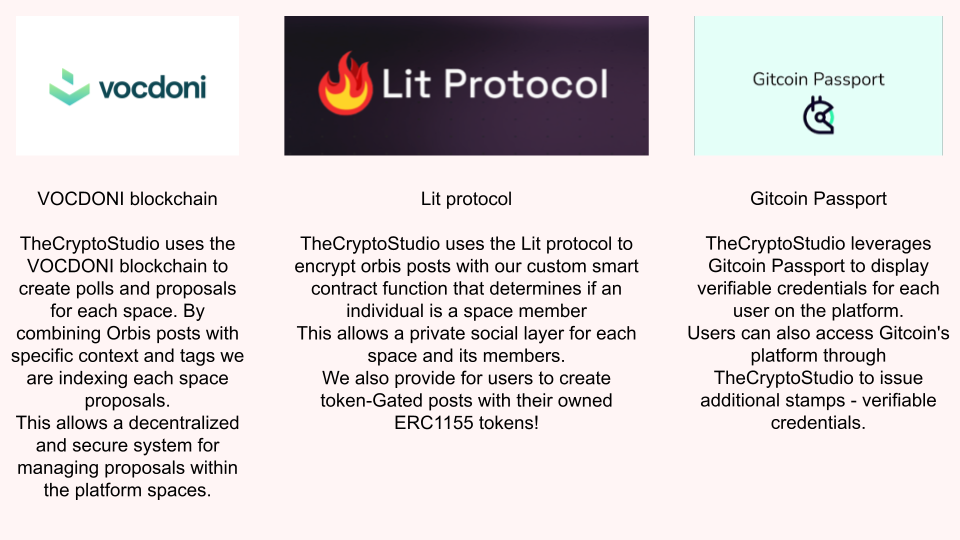 vocdoni
Lit Protocol
Gitcoin Passport
VOCDONI blockchain
TheCryptoStudio uses the
VOCDONI blockchain to
create polls and proposals
for each space. By
combining Orbis posts with
specific context and tags we
are indexing each space
proposals.
This allows a decentralized
and secure system for
managing proposals within
the platform spaces.
Lit protocol
TheCryptoStudio uses the Lit protocol to
encrypt orbis posts with our custom smart
contract function that determines if an
individual is a space member
This allows a private social layer for each
space and its members.
We also provide for users to create
token-Gated posts with their owned
ERC1155 tokens!
Gitcoin Passport
TheCryptoStudio leverages
Gitcoin Passport to display
verifiable credentials for each
user on the platform.
Users can also access Gitcoin's
platform through
TheCryptoStudio to issue
additional stamps - verifiable
credentials.